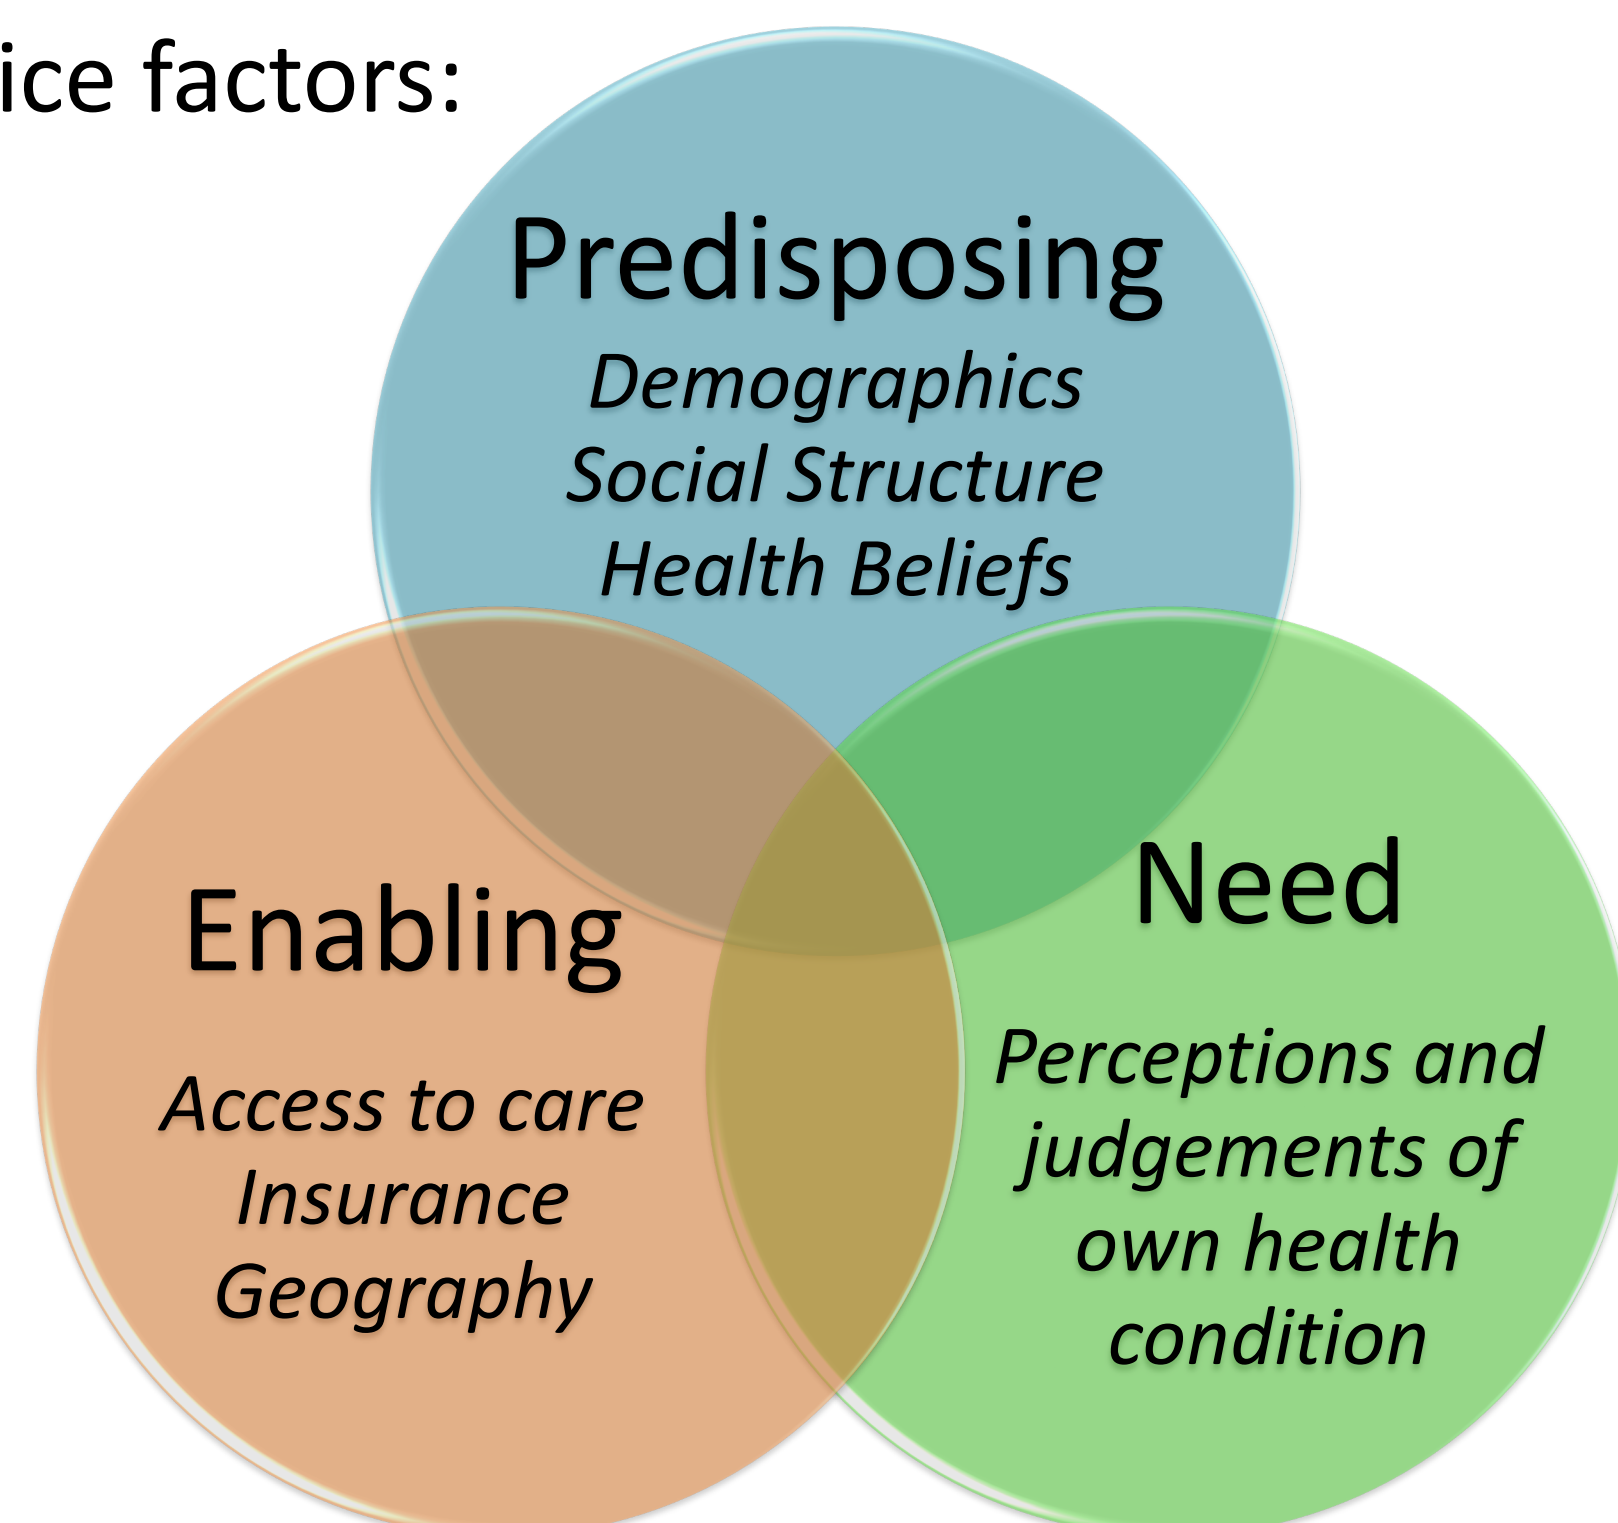 ice factors:
Predisposing
Demographics
Social Structure
Health Beliefs
Enabling
Access to care
Insurance
Geography
Need
Perceptions and
judgements of
own health
condition